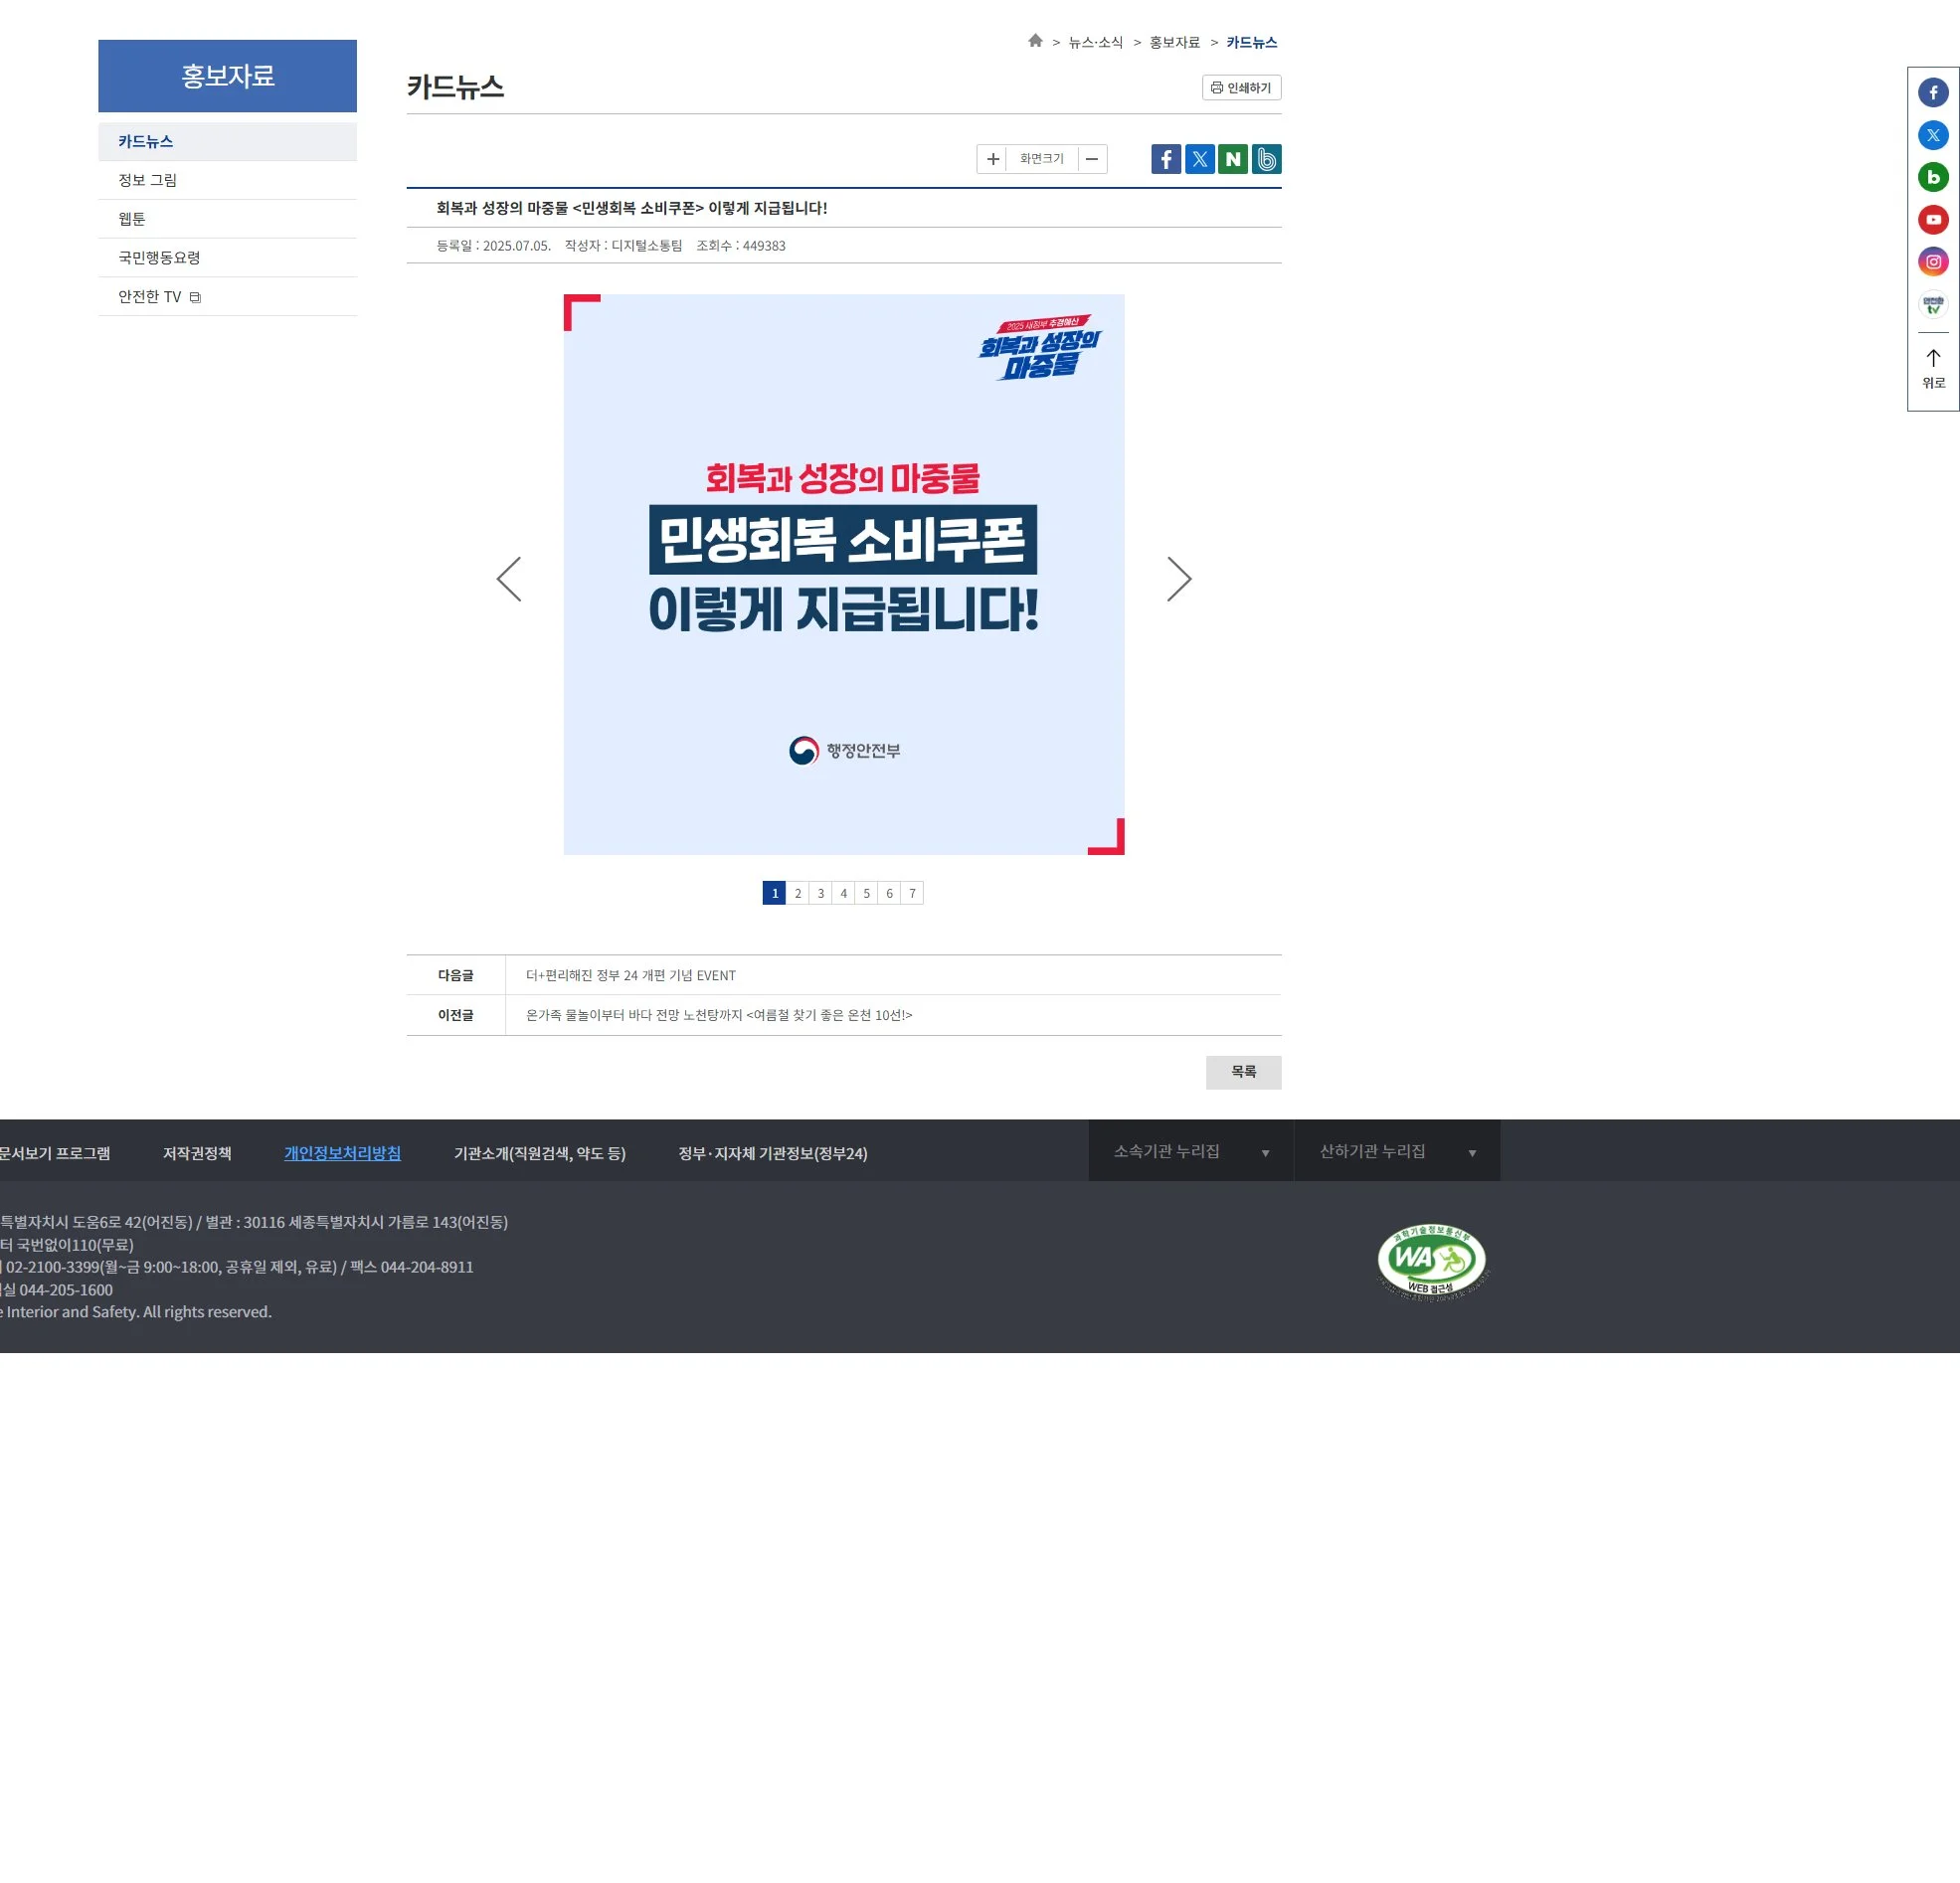 홍보자료
카드뉴스
정보 그림
웹툰
국민행동요령
안전한 TV
> 뉴스·소식 > 홍보자료 > 카드뉴스
카드뉴스
인쇄하기
+ 화면크기 −
회복과 성장의 마중물 <민생회복 소비쿠폰> 이렇게 지급됩니다!
등록일 : 2025.07.05. 작성자 : 디지털소통팀 조회수 : 449383
2025 새정부 추경예산
회복과 성장의
마중물
회복과 성장의 마중물
민생회복 소비쿠폰
이렇게 지급됩니다!
행정안전부
1 2 3 4 5 6 7
다음글 더+편리해진 정부 24 개편 기념 EVENT
이전글 온가족 물놀이부터 바다 전망 노천탕까지 <여름철 찾기 좋은 온천 10선!>
목록
안전한
tv
위로
문서보기 프로그램 저작권정책 개인정보처리방침 기관소개(직원검색, 약도 등) 정부·지자체 기관정보(정부24)
소속기관 누리집 ▼ 산하기관 누리집 ▼
특별자치시 도움6로 42(어진동) / 별관 : 30116 세종특별자치시 가름로 143(어진동)
터 국번없이110(무료)
02-2100-3399(월~금 9:00~18:00, 공휴일 제외, 유료) / 팩스 044-204-8911
실 044-205-1600
e Interior and Safety. All rights reserved.
과학기술정보통신부
WA
WEB 접근성